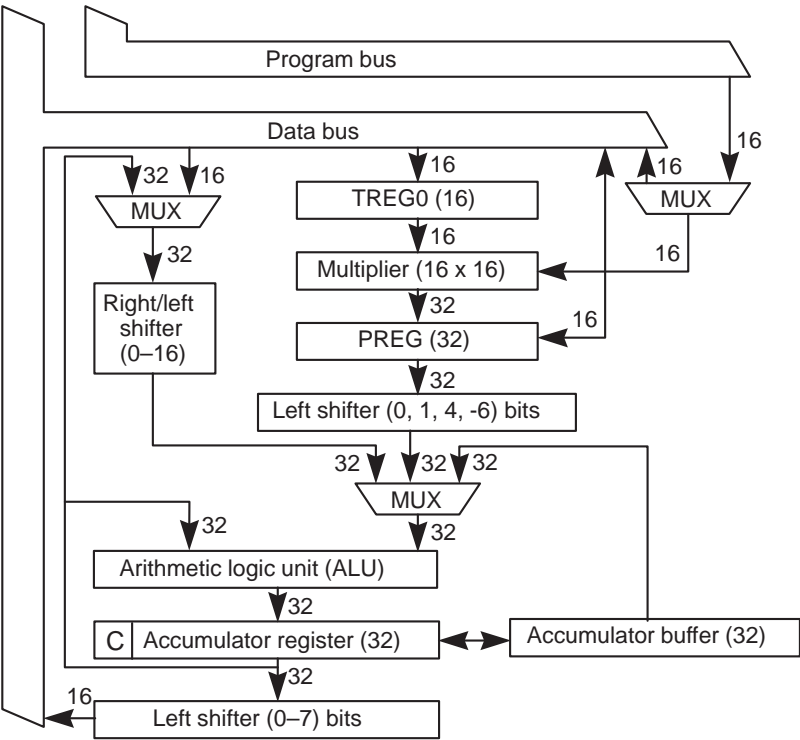 Program bus
Data bus
16
32
16
16
16
MUX
TREG0 (16)
MUX
32
16
16
Multiplier (16 x 16)
Right/left
shifter
(0–16)
32
16
PREG (32)
32
Left shifter (0, 1, 4, -6) bits
32
32
32
MUX
32
32
Arithmetic logic unit (ALU)
32
C
Accumulator register (32)
Accumulator buffer (32)
32
16
Left shifter (0–7) bits